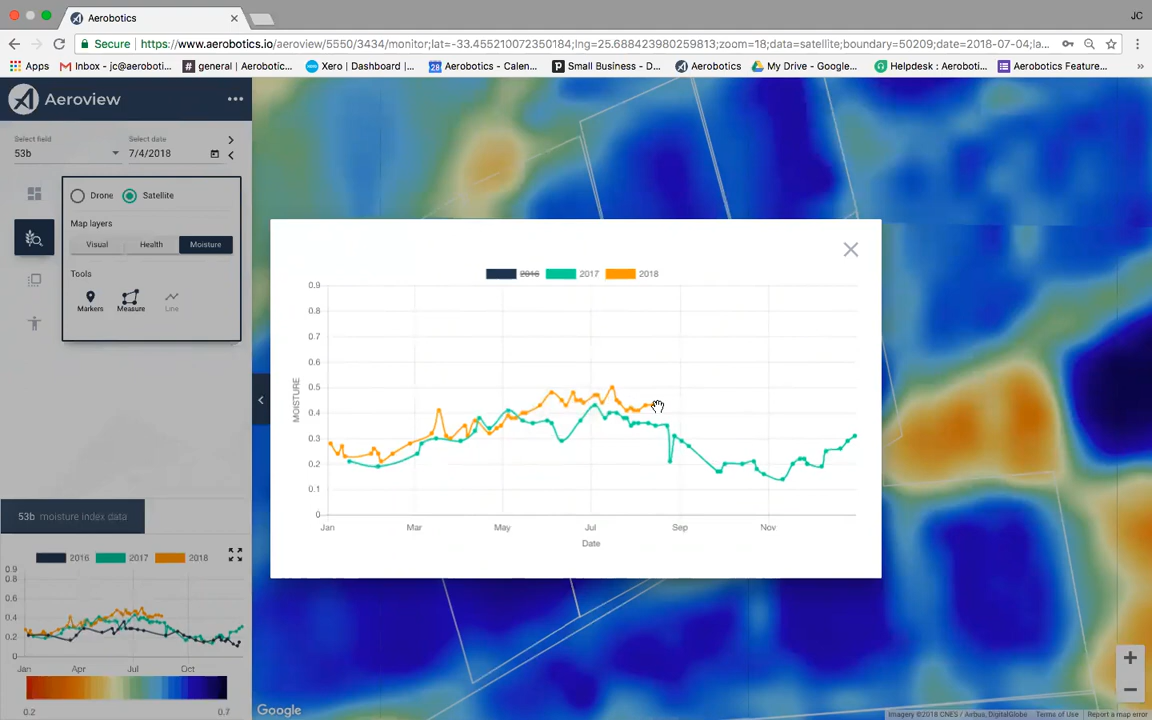 Aerobotics
JC
Secure https://www.aerobotics.io/aeroview/5550/3434/monitor;lat=-33.455210072350184;lng=25.688423980259813;zoom=18;data=satellite;boundary=50209;date=2018-07-04;la...
Apps Inbox - jc@aeroboti... general | Aerobotic... Xero | Dashboard |... Aerobotics - Calen... Small Business - D... Aerobotics My Drive - Google... Helpdesk : Aeroboti... Aerobotics Feature... »
Aeroview
Select field Select date
53b 7/4/2018
Drone Satellite
Map layers
Visual Health Moisture
Tools
Markers Measure Line
2016 2017 2018
0.9
0.8
0.7
0.6
0.5
0.4
0.3
0.2
0.1
0
MOISTURE
Jan Mar May Jul Sep Nov
Date
53b moisture index data
2016 2017 2018
0.9
0.8
0.6
0.4
0.2
0
Jan Apr Jul Oct
0.2 0.7
Google
Imagery ©2018 CNES / Airbus, DigitalGlobe Terms of Use Report a map error